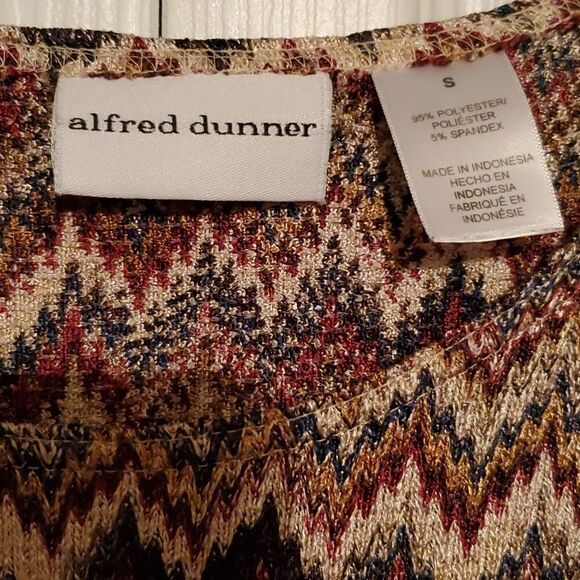 alfred dunner
S
95% POLYESTER/
POLIÉSTER
5% SPANDEX
MADE IN INDONESIA
HECHO EN
INDONESIA
FABRIQUÉ EN
INDONÉSIE